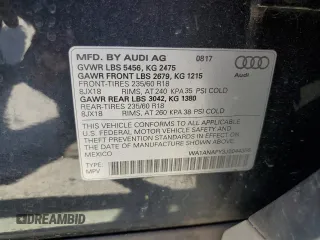 MFD. BY AUDI AG 0817
GVWR LBS 5456, KG 2475
GAWR FRONT LBS 2679, KG 1215
FRONT-TIRES 235/60 R18
8JX18 RIMS, AT 240 KPA 35 PSI COLD
GAWR REAR LBS 3042, KG 1380
REAR-TIRES 235/60 R18
8JX18 RIMS, AT 260 KPA 38 PSI COLD
Audi
THIS VEHICLE CONFORMS TO ALL APPLICABLE
U.S. FEDERAL MOTOR VEHICLE SAFETY, BUMPER, AND
THEFT PREVENTION STANDARDS IN EFFECT ON THE
DATE OF MANUFACTURE SHOWN ABOVE.
MEXICO
TYPE:
MPV